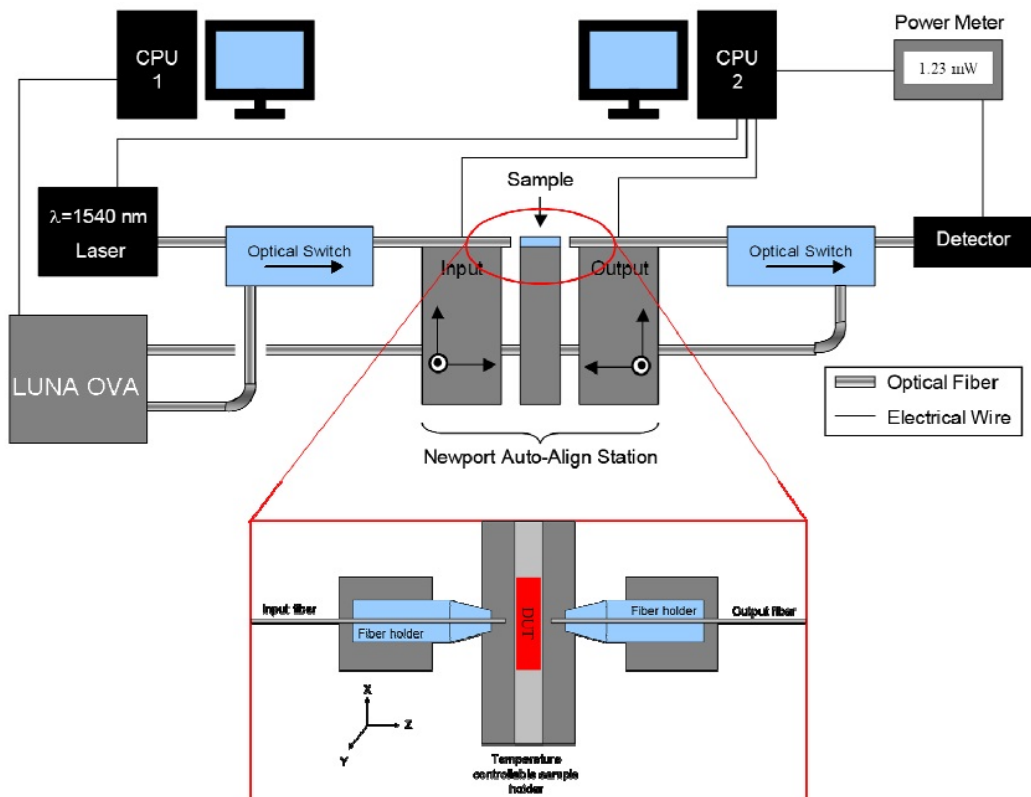 Power Meter
CPU
1
CPU
2
1.23 mW
Sample
λ=1540 nm
Laser
Optical Switch
Input
Output
Optical Switch
Detector
LUNA OVA
Optical Fiber
Electrical Wire
Newport Auto-Align Station
Input fiber
Fiber holder
DUT
Fiber holder
Output fiber
X
Z
Y
Temperature
controllable sample
holder